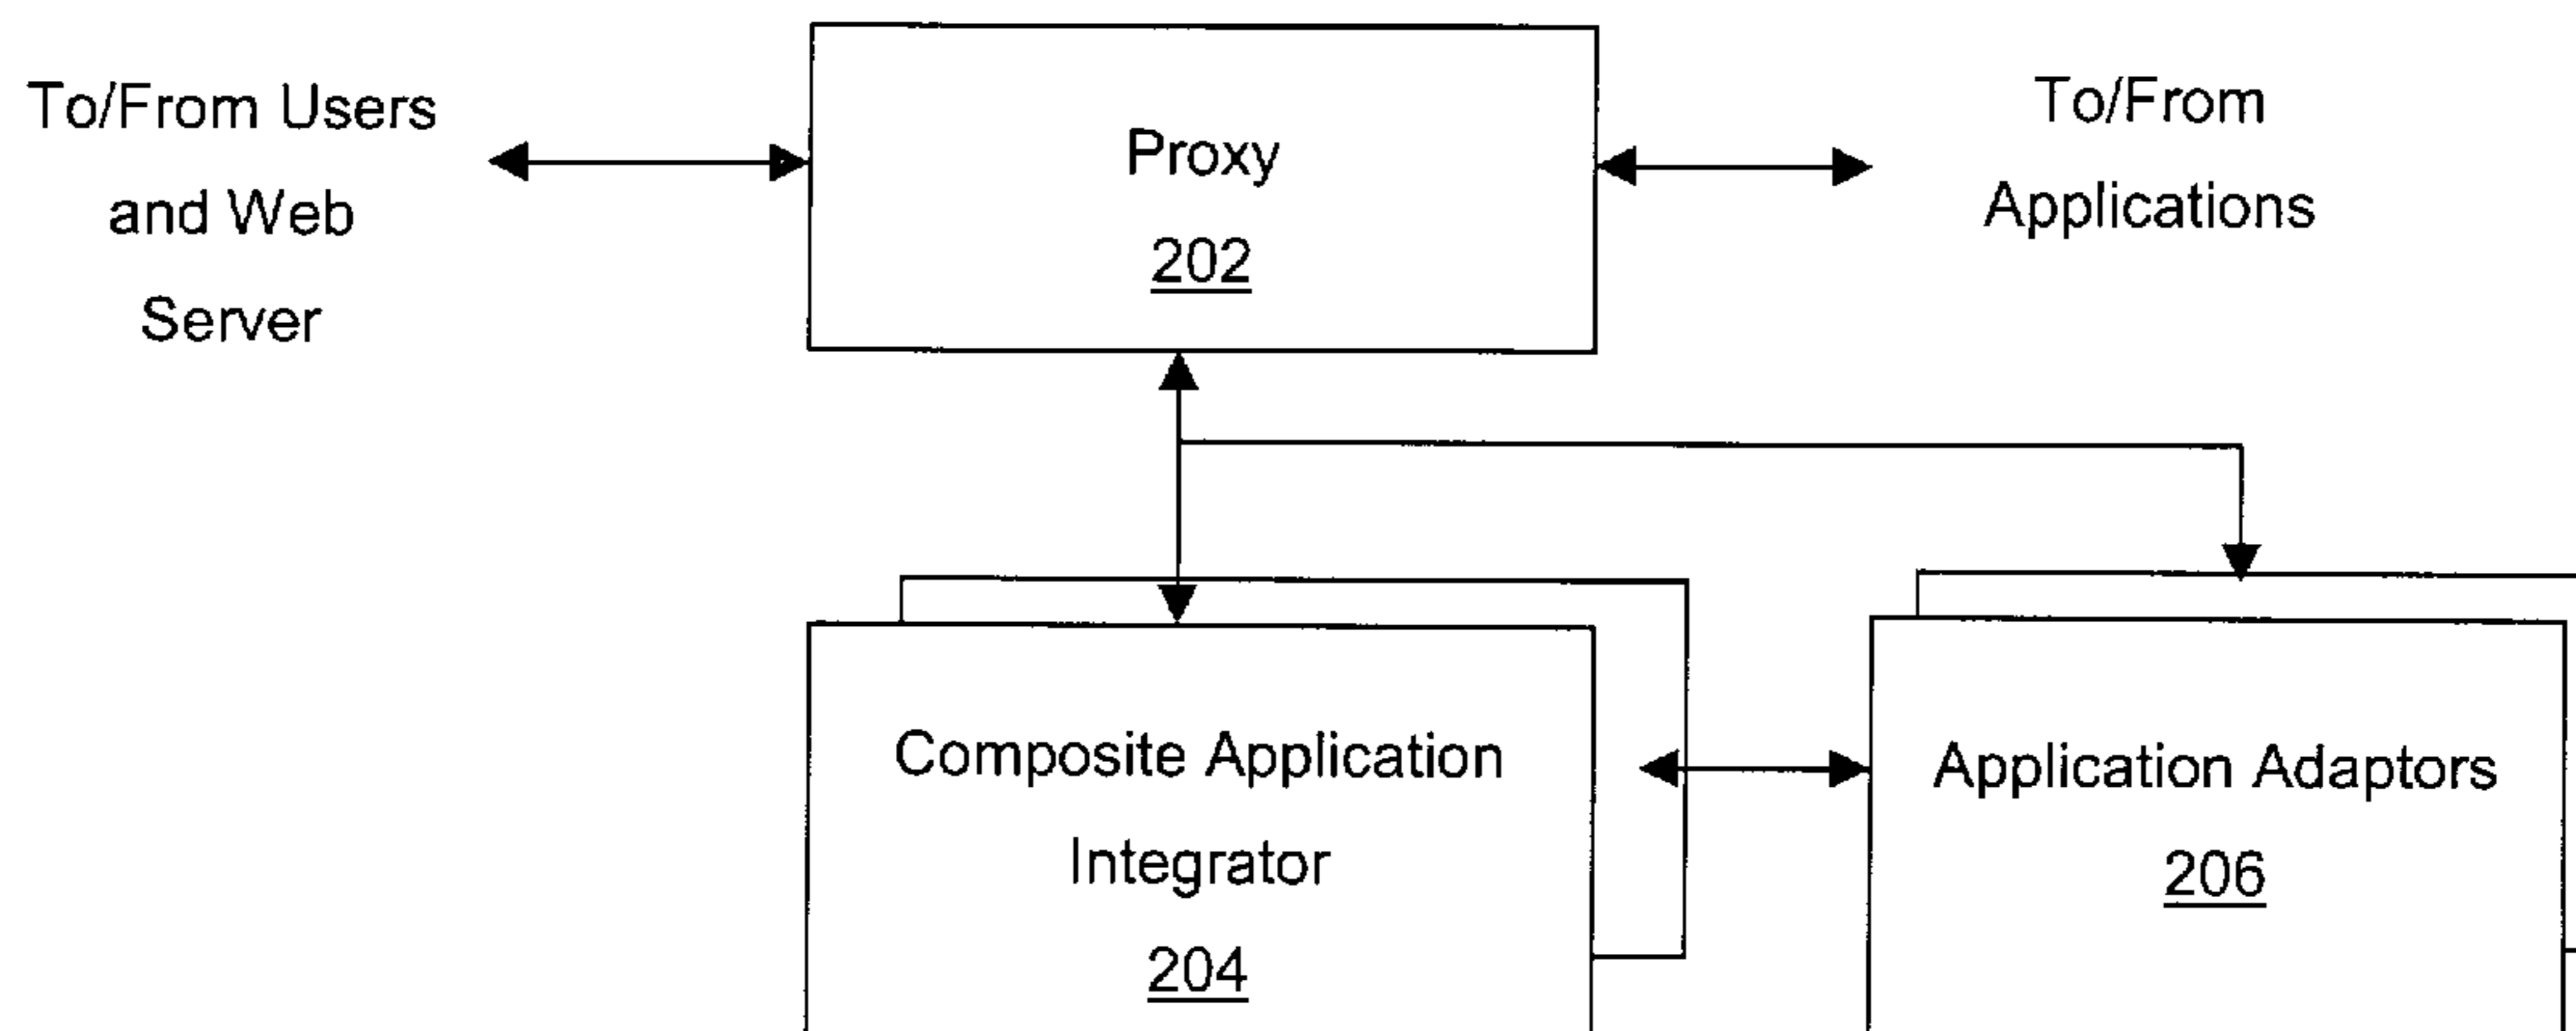 To/From Users
and Web
Server
Proxy
202
To/From
Applications
Composite Application
Integrator
204
Application Adaptors
206